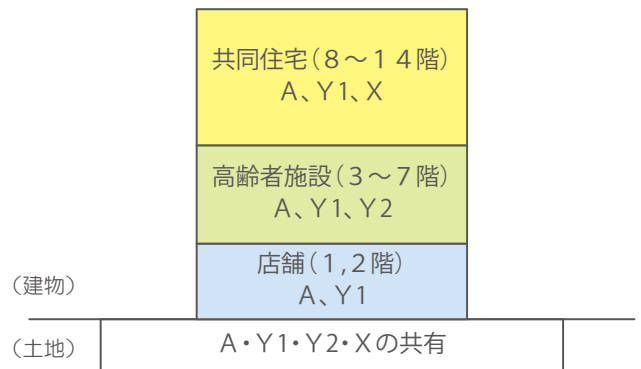 共同住宅(８～１４階)
Ａ、Ｙ１、Ｘ
高齢者施設(３～７階)
Ａ、Ｙ１、Ｙ２
店舗(１,２階)
Ａ、Ｙ１
(建物)
(土地)
Ａ・Ｙ１・Ｙ２・Ｘの共有